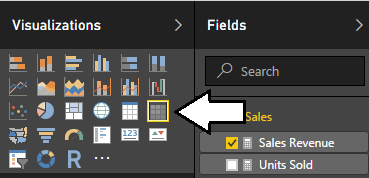 Visualizations
Fields
Search
Sales
Sales Revenue
Units Sold
123
R